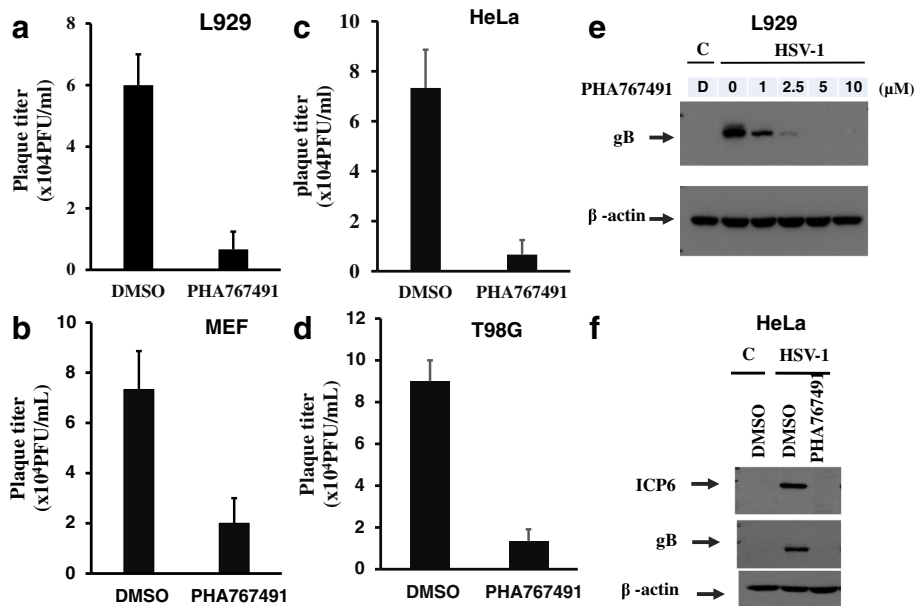 a
L929
Plaque titer
(x104PFU/ml)
8
6
4
2
0
DMSO
PHA767491
b
MEF
Plaque titer
(x10⁴PFU/mL)
10
8
6
4
2
0
DMSO
PHA767491
c
HeLa
plaque titer
(x104PFU/ml)
10
8
6
4
2
0
DMSO
PHA767491
d
T98G
Plaque titer
(x10⁴PFU/mL)
12
10
8
6
4
2
0
DMSO
PHA767491
e
L929
C HSV-1
PHA767491 D 0 1 2.5 5 10 (µM)
gB
β -actin
f
HeLa
C HSV-1
DMSO
DMSO
PHA767491
ICP6
gB
β -actin